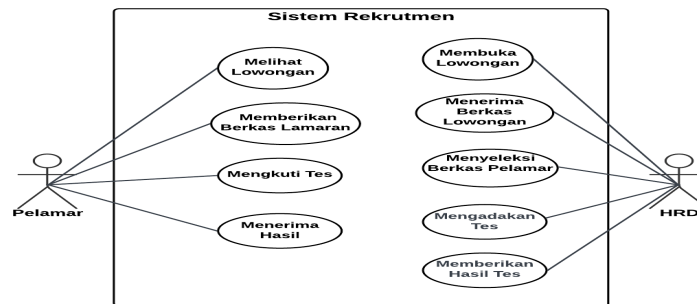 Sistem Rekrutmen
Melihat
Lowongan
Memberikan
Berkas Lamaran
Mengkuti Tes
Menerima
Hasil
Pelamar
Membuka
Lowongan
Menerima
Berkas
Lowongan
Menyeleksi
Berkas Pelamar
Mengadakan
Tes
Memberikan
Hasil Tes
HRD